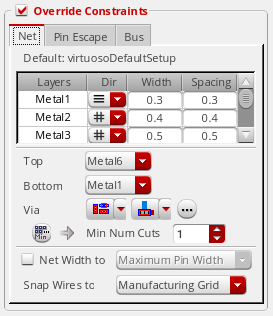 Override Constraints
Net Pin Escape Bus
Default: virtuosoDefaultSetup
Layers Dir Width Spacing
Metal1 0.3 0.3
Metal2 0.4 0.4
Metal3 0.5 0.5
Top Metal6
Bottom Metal1
Via ...
Min Min Num Cuts 1
Net Width to Maximum Pin Width
Snap Wires to Manufacturing Grid